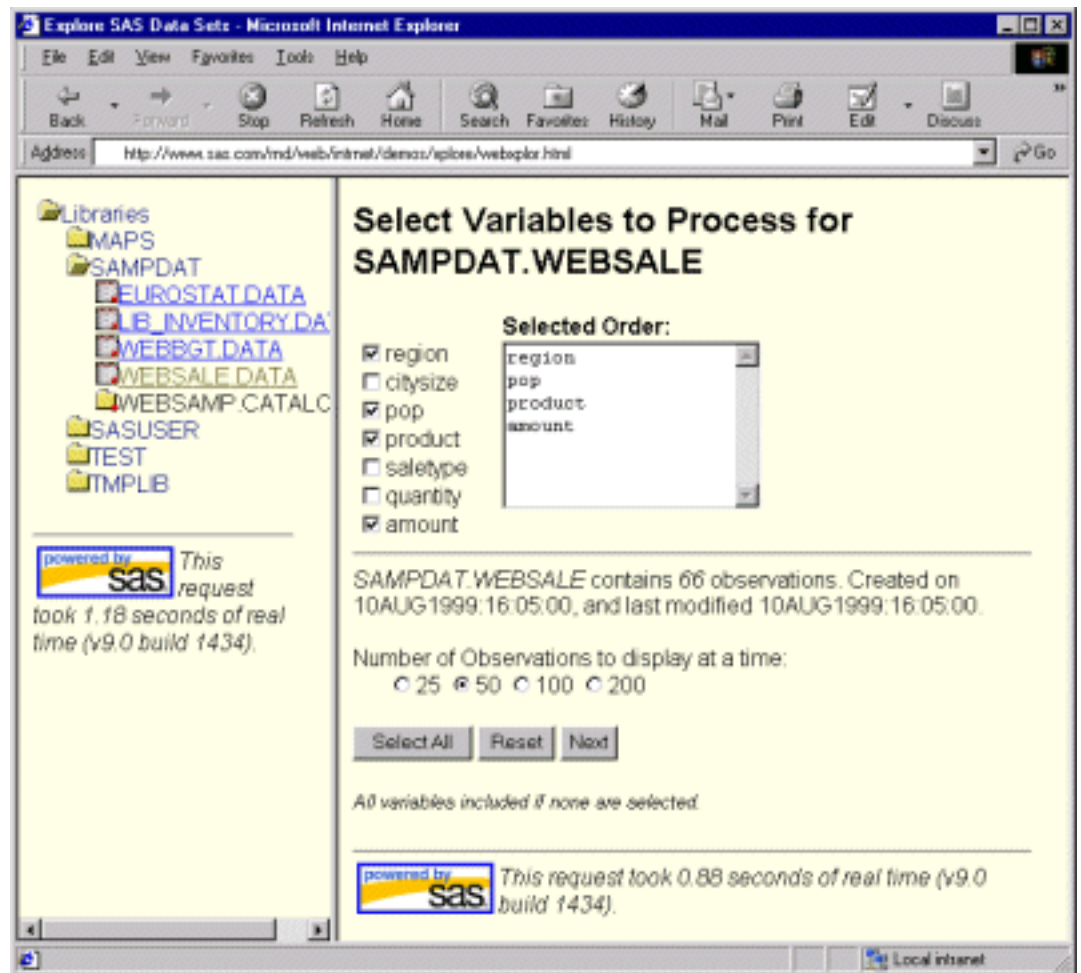 Explore SAS Data Sets - Microsoft Internet Explorer
File Edit View Favorites Tools Help
Back Forward Stop Refresh Home Search Favorites History Mail Print Edit Discuss
Address http://www.sas.com/rnd/web/intrnet/demos/xplore/webxplor.html Go
Libraries
MAPS
SAMPDAT
EUROSTAT.DATA
LIB_INVENTORY.DA
WEBBGT.DATA
WEBSALE.DATA
WEBSAMP.CATALC
SASUSER
TEST
TMPLIB
powered by
sas
This
request
took 1.18 seconds of real
time (v9.0 build 1434).
Select Variables to Process for
SAMPDAT.WEBSALE
Selected Order:
region
citysize
pop
product
saletype
quantity
amount
region
pop
product
amount
SAMPDAT.WEBSALE contains 66 observations. Created on
10AUG1999:16:05:00, and last modified 10AUG1999:16:05:00.
Number of Observations to display at a time:
25 50 100 200
Select All Reset Next
All variables included if none are selected.
powered by
sas
This request took 0.88 seconds of real time (v9.0
build 1434).
Local intranet